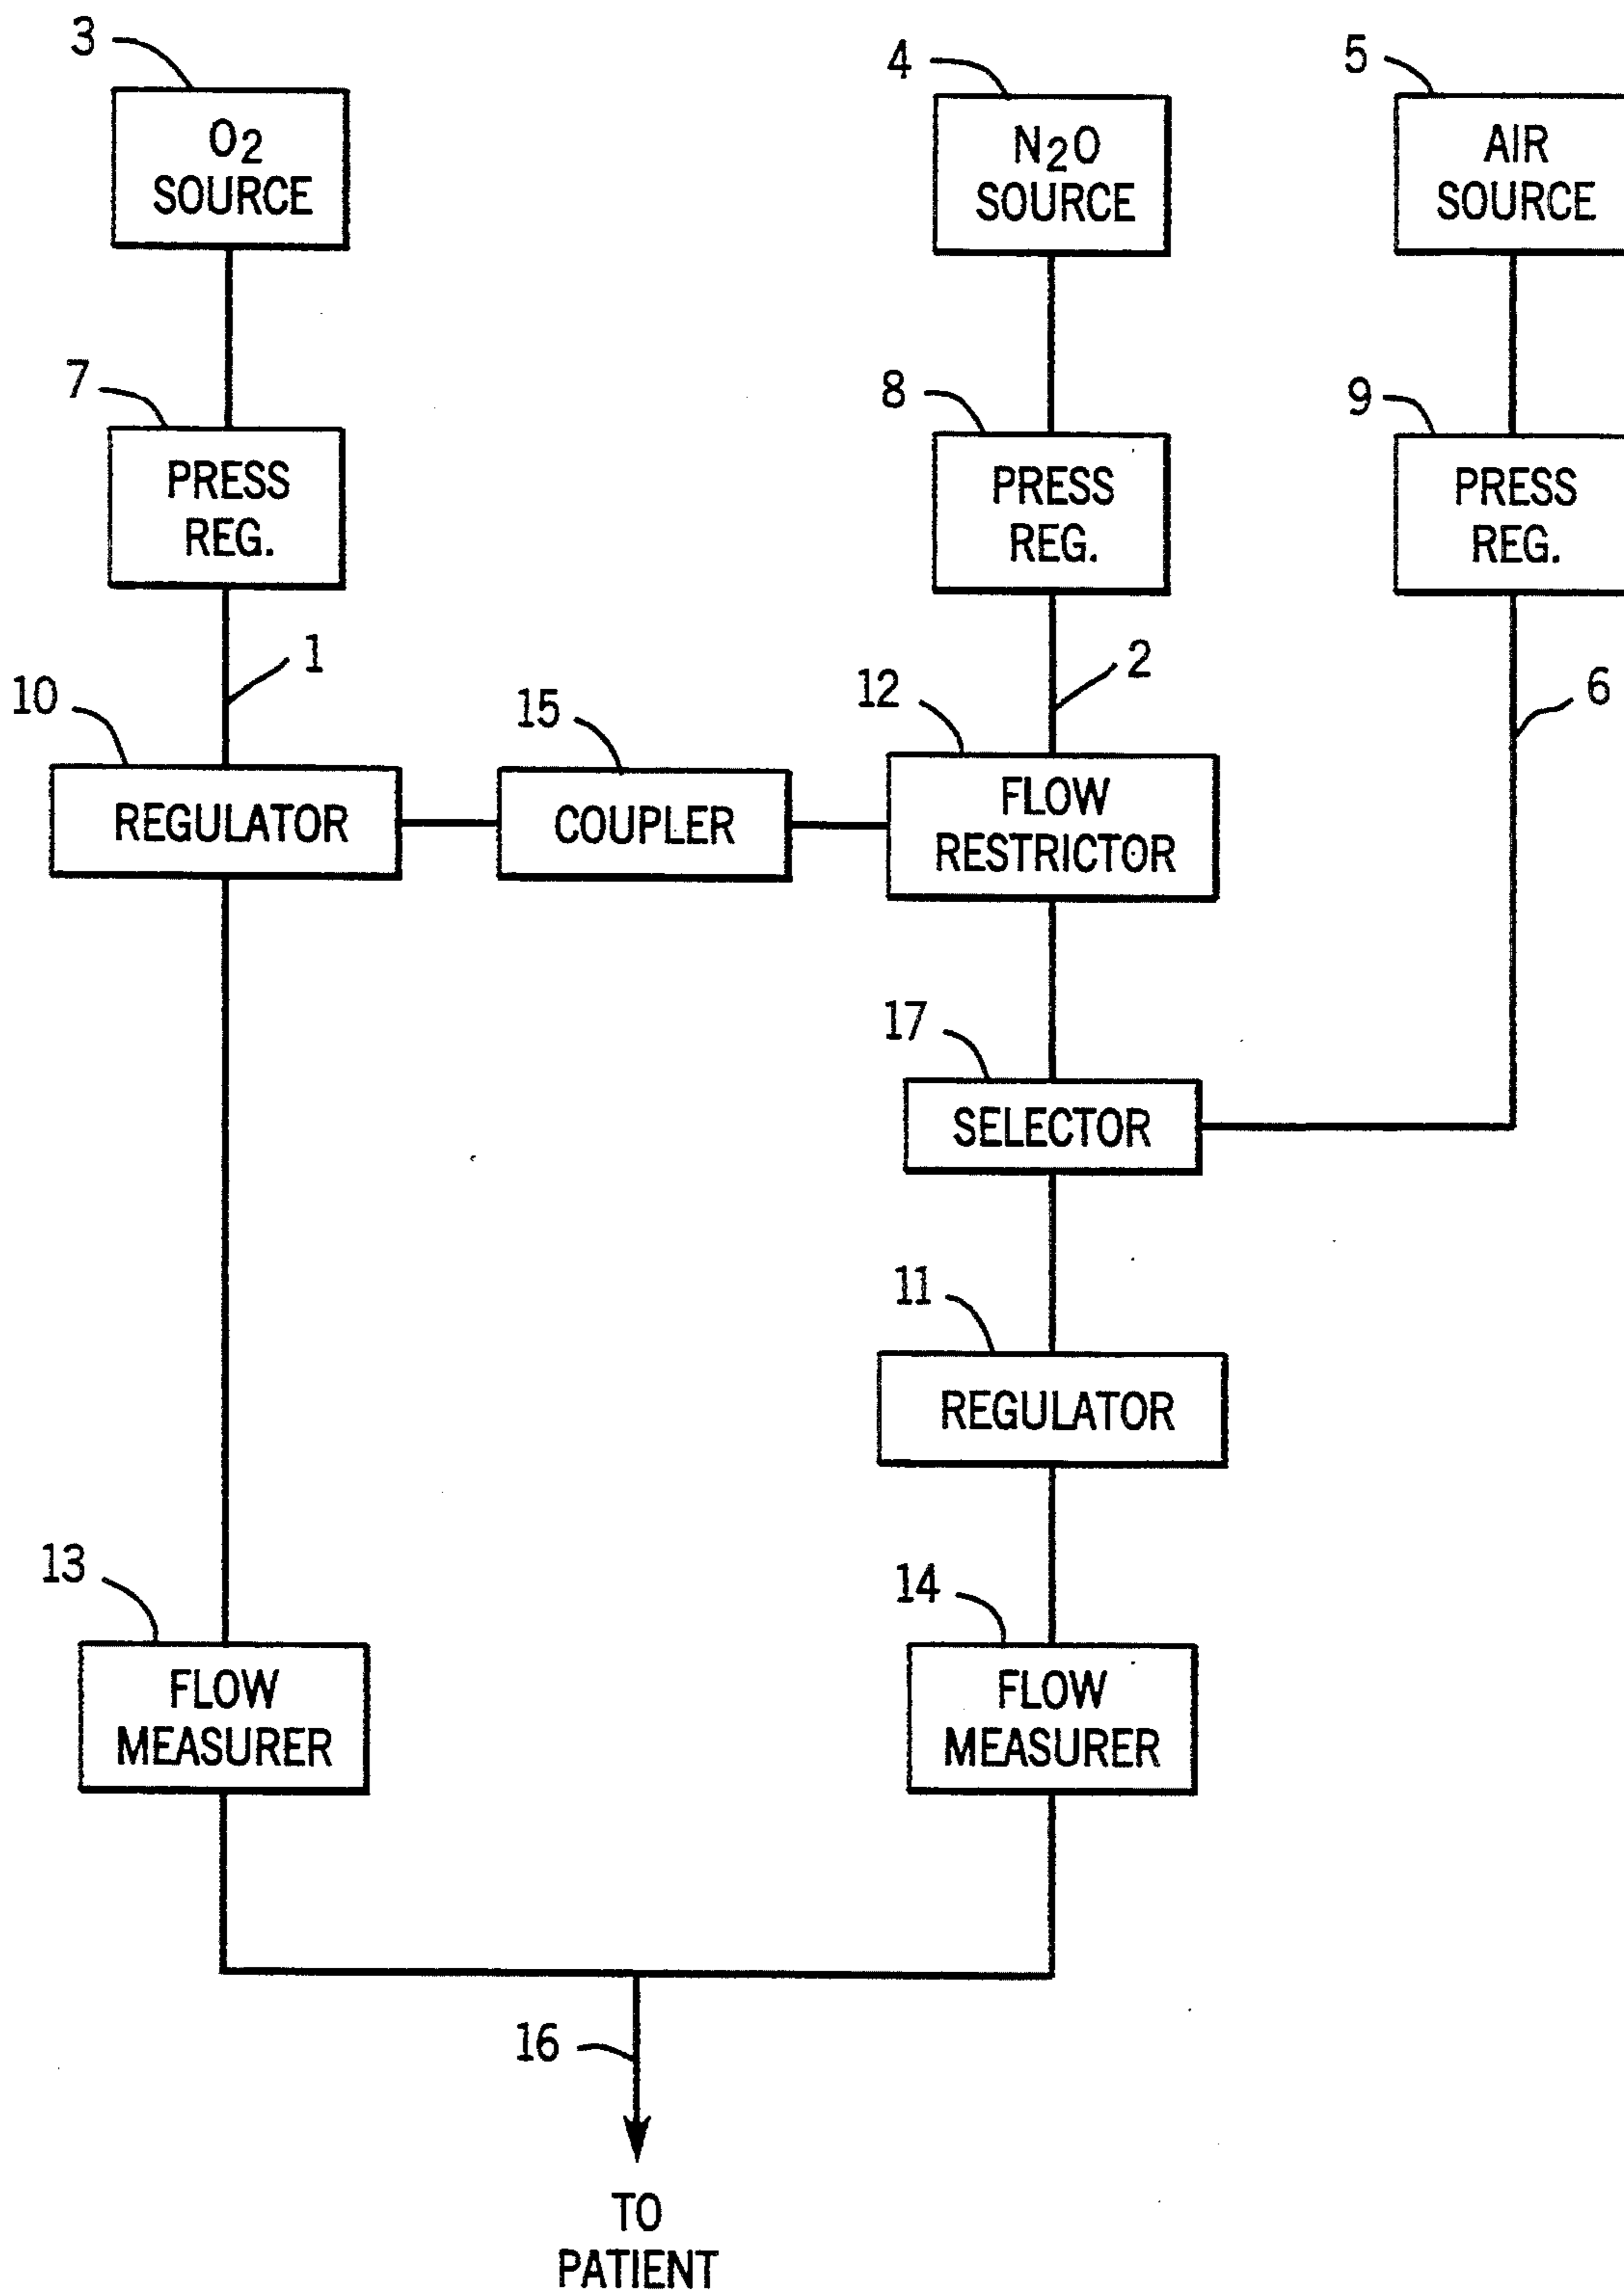 3
4
5
O2
SOURCE
N2O
SOURCE
AIR
SOURCE
7
8
9
PRESS
REG.
PRESS
REG.
PRESS
REG.
1
2
6
10
15
12
REGULATOR
COUPLER
FLOW
RESTRICTOR
17
SELECTOR
11
REGULATOR
13
14
FLOW
MEASURER
FLOW
MEASURER
16
TO
PATIENT